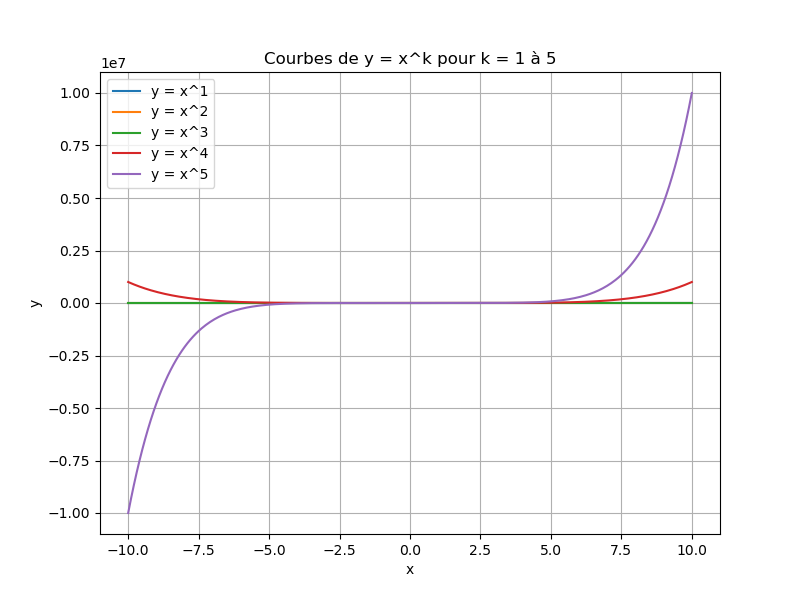 Courbes de y = x^k pour k = 1 à 5
1e7
y = x^1
y = x^2
y = x^3
y = x^4
y = x^5
1.00
0.75
0.50
0.25
0.00
−0.25
−0.50
−0.75
−1.00
y
−10.0 −7.5 −5.0 −2.5 0.0 2.5 5.0 7.5 10.0
x